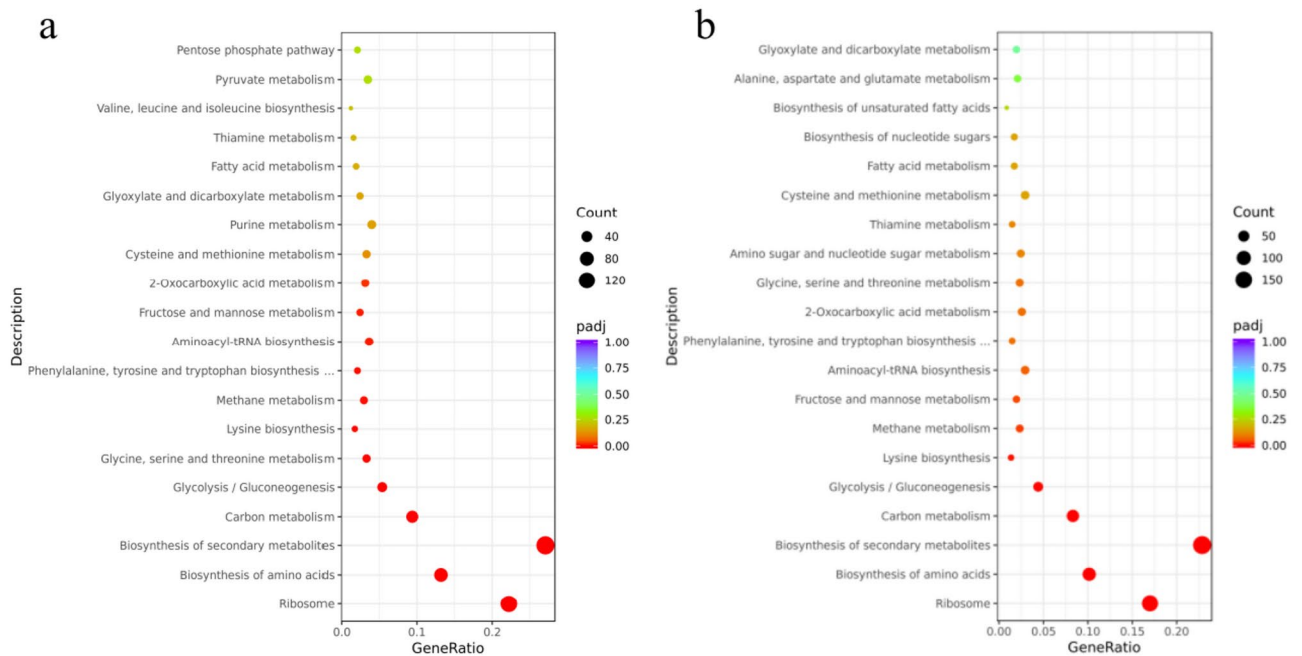 a
Description
Pentose phosphate pathway
Pyruvate metabolism
Valine, leucine and isoleucine biosynthesis
Thiamine metabolism
Fatty acid metabolism
Glyoxylate and dicarboxylate metabolism
Purine metabolism
Cysteine and methionine metabolism
2-Oxocarboxylic acid metabolism
Fructose and mannose metabolism
Aminoacyl-tRNA biosynthesis
Phenylalanine, tyrosine and tryptophan biosynthesis ...
Methane metabolism
Lysine biosynthesis
Glycine, serine and threonine metabolism
Glycolysis / Gluconeogenesis
Carbon metabolism
Biosynthesis of secondary metabolites
Biosynthesis of amino acids
Ribosome
0.0 0.1 0.2
GeneRatio
Count
40
80
120
padj
1.00
0.75
0.50
0.25
0.00
b
Description
Glyoxylate and dicarboxylate metabolism
Alanine, aspartate and glutamate metabolism
Biosynthesis of unsaturated fatty acids
Biosynthesis of nucleotide sugars
Fatty acid metabolism
Cysteine and methionine metabolism
Thiamine metabolism
Amino sugar and nucleotide sugar metabolism
Glycine, serine and threonine metabolism
2-Oxocarboxylic acid metabolism
Phenylalanine, tyrosine and tryptophan biosynthesis ...
Aminoacyl-tRNA biosynthesis
Fructose and mannose metabolism
Methane metabolism
Lysine biosynthesis
Glycolysis / Gluconeogenesis
Carbon metabolism
Biosynthesis of secondary metabolites
Biosynthesis of amino acids
Ribosome
0.00 0.05 0.10 0.15 0.20
GeneRatio
Count
50
100
150
padj
1.00
0.75
0.50
0.25
0.00